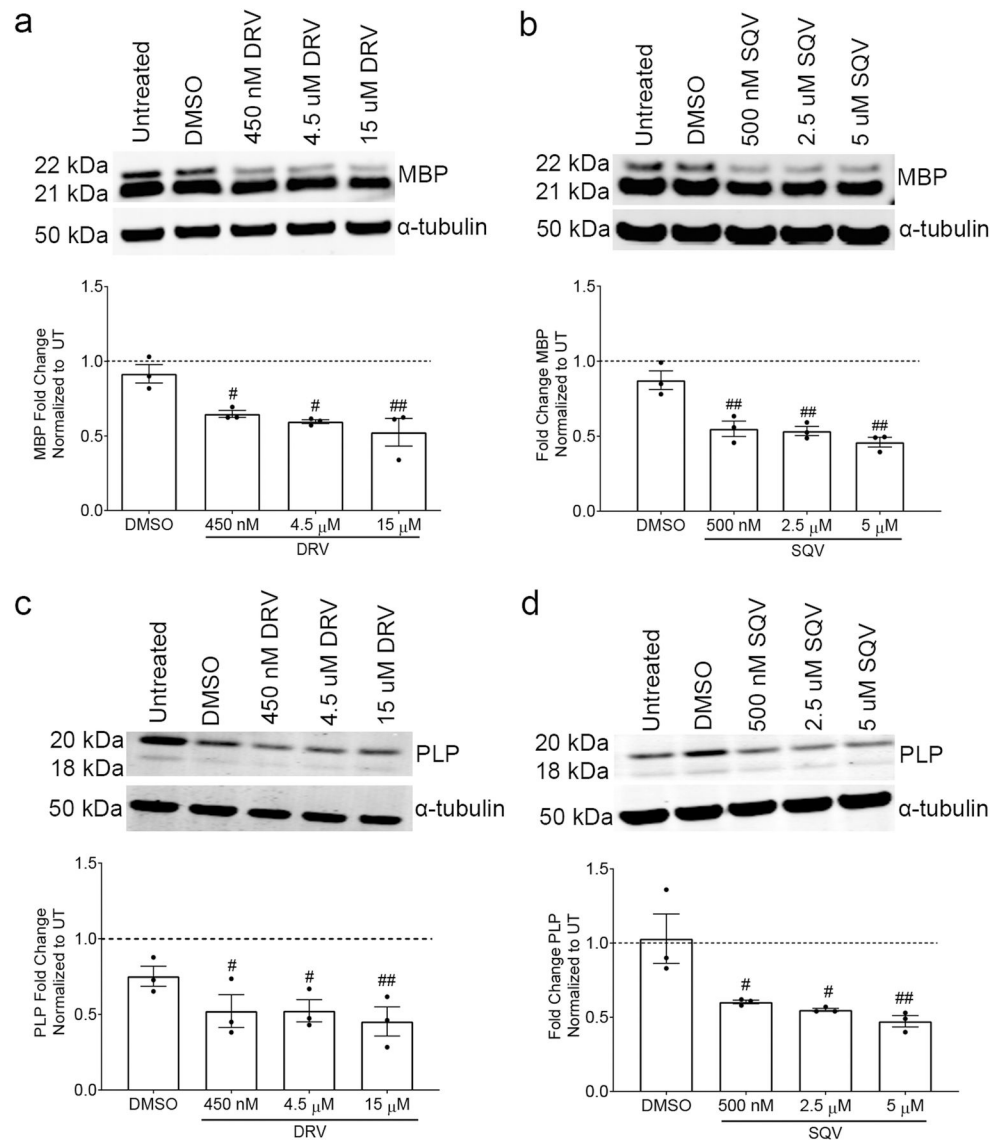 a
Untreated
DMSO
450 nM DRV
4.5 uM DRV
15 uM DRV
22 kDa
21 kDa
MBP
50 kDa
α-tubulin
MBP Fold Change
Normalized to UT
1.5
1.0
0.5
0.0
#
#
##
DMSO
450 nM
4.5 μM
15 μM
DRV
b
Untreated
DMSO
500 nM SQV
2.5 uM SQV
5 uM SQV
22 kDa
21 kDa
MBP
50 kDa
α-tubulin
Fold Change MBP
Normalized to UT
1.5
1.0
0.5
0.0
##
##
##
DMSO
500 nM
2.5 μM
5 μM
SQV
c
Untreated
DMSO
450 nM DRV
4.5 uM DRV
15 uM DRV
20 kDa
18 kDa
PLP
50 kDa
α-tubulin
PLP Fold Change
Normalized to UT
1.5
1.0
0.5
0.0
#
#
##
DMSO
450 nM
4.5 μM
15 μM
DRV
d
Untreated
DMSO
500 nM SQV
2.5 uM SQV
5 uM SQV
20 kDa
18 kDa
PLP
50 kDa
α-tubulin
Fold Change PLP
Normalized to UT
1.5
1.0
0.5
0.0
#
#
##
DMSO
500 nM
2.5 μM
5 μM
SQV